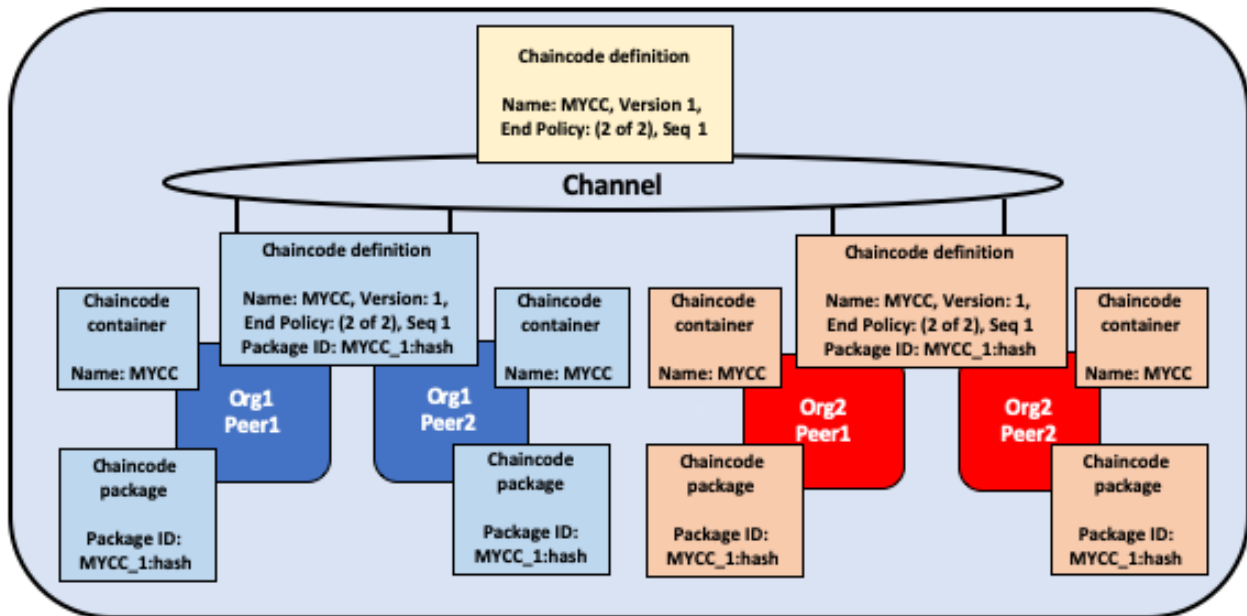 Chaincode definition
Name: MYCC, Version 1,
End Policy: (2 of 2), Seq 1
Channel
Chaincode definition
Name: MYCC, Version: 1,
End Policy: (2 of 2), Seq 1
Package ID: MYCC_1:hash
Chaincode
container
Name: MYCC
Chaincode
container
Name: MYCC
Org1
Peer1
Org1
Peer2
Chaincode
package
Package ID:
MYCC_1:hash
Chaincode
package
Package ID:
MYCC_1:hash
Chaincode definition
Name: MYCC, Version: 1,
End Policy: (2 of 2), Seq 1
Package ID: MYCC_1:hash
Chaincode
container
Name: MYCC
Chaincode
container
Name: MYCC
Org2
Peer1
Org2
Peer2
Chaincode
package
Package ID:
MYCC_1:hash
Chaincode
package
Package ID:
MYCC_1:hash